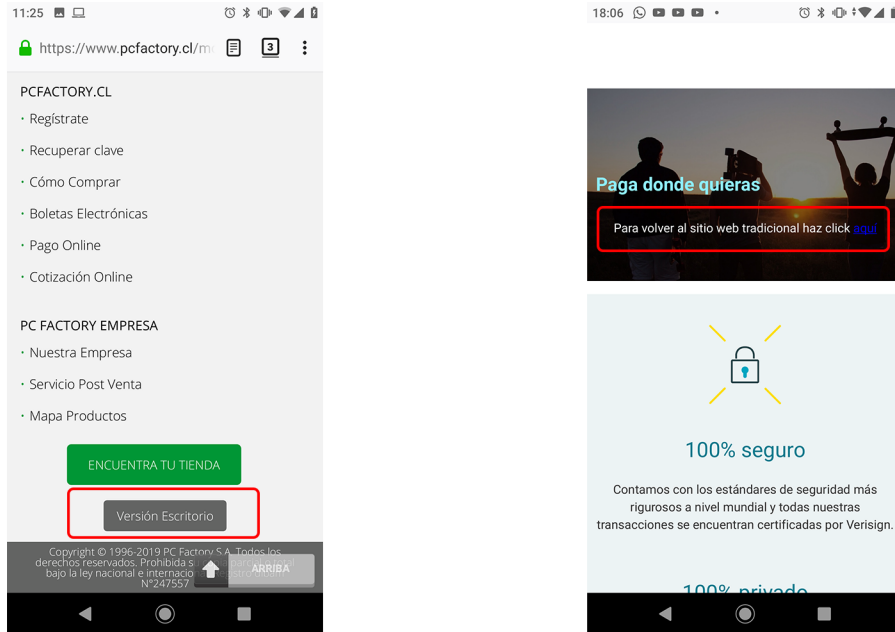 11:25
https://www.pcfactory.cl/m
3
PCFACTORY.CL
· Regístrate
· Recuperar clave
· Cómo Comprar
· Boletas Electrónicas
· Pago Online
· Cotización Online
PC FACTORY EMPRESA
· Nuestra Empresa
· Servicio Post Venta
· Mapa Productos
ENCUENTRA TU TIENDA
Versión Escritorio
Copyright © 1996-2019 PC Factory S.A. Todos los
derechos reservados. Prohibida
bajo la ley nacional e
N°247557
ARRIBA
18:06
Paga donde quieras
Para volver al sitio web tradicional haz click aquí
100% seguro
Contamos con los estándares de seguridad más
rigurosos a nivel mundial y todas nuestras
transacciones se encuentran certificadas por Verisign.
100% privado